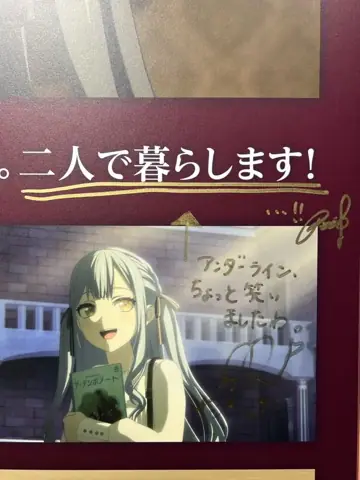 。二人で暮らします!
…!!
アンダーライン、
ちょっと笑い
ましたわ。